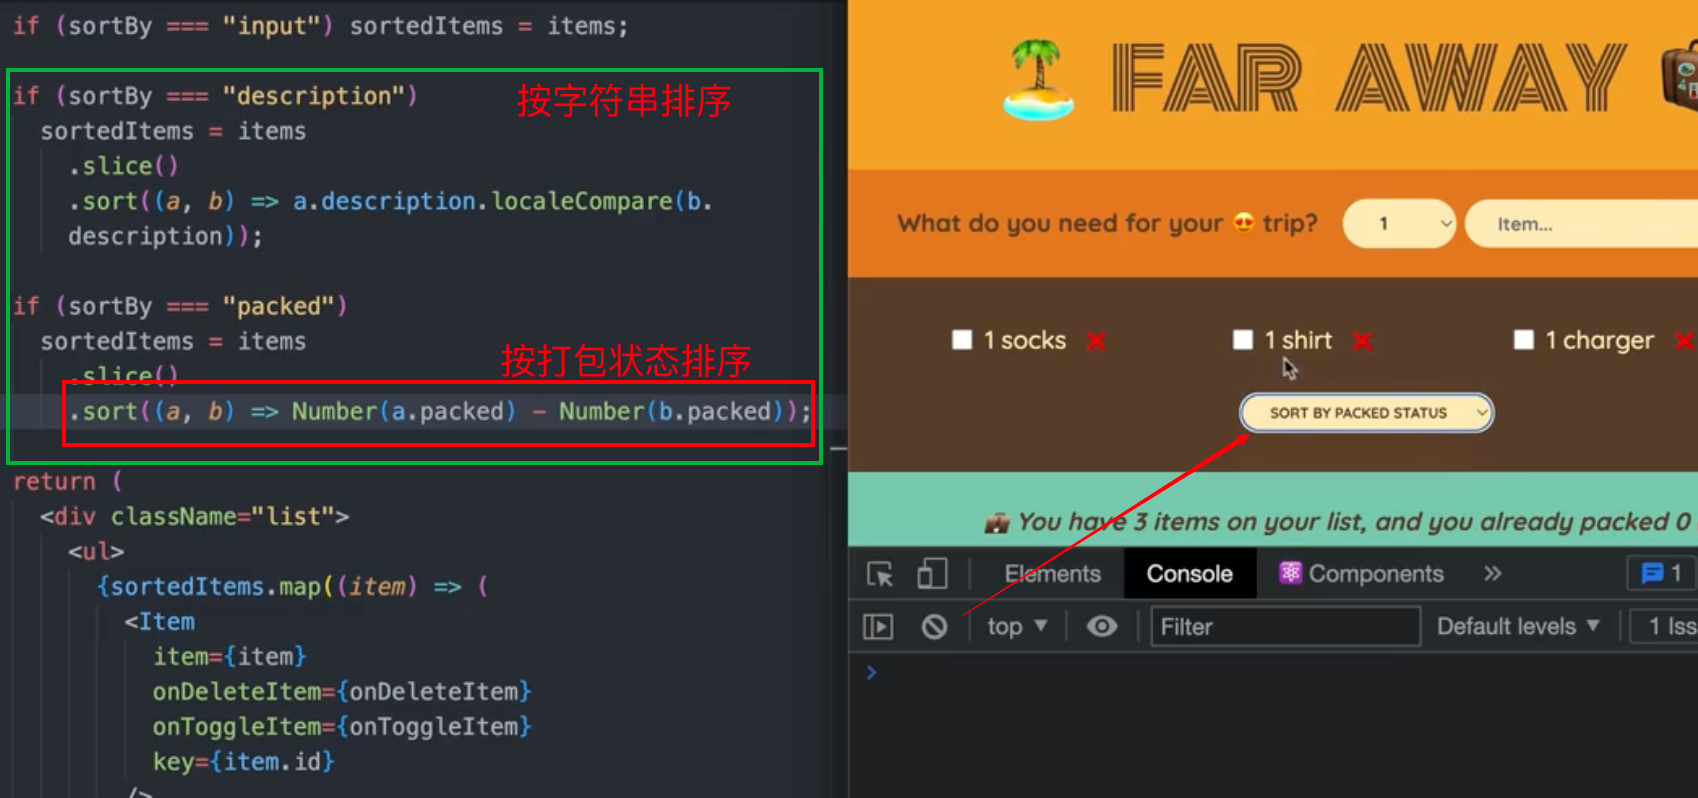 if (sortBy === "input") sortedItems = items;
if (sortBy === "description")
按字符串排序
sortedItems = items
.slice()
.sort((a, b) => a.description.localeCompare(b.
description));
if (sortBy === "packed")
sortedItems = items
按打包状态排序
.slice()
.sort((a, b) => Number(a.packed) - Number(b.packed));
return (
<div className="list">
<ul>
{sortedItems.map((item) => (
<Item
item={item}
onDeleteItem={onDeleteItem}
onToggleItem={onToggleItem}
key={item.id}
/>
FAR AWAY
What do you need for your 😍 trip?
1
Item...
1 socks
1 shirt
1 charger
SORT BY PACKED STATUS
You have 3 items on your list, and you already packed 0
Elements
Console
Components
1
top
Filter
Default levels
1 Iss